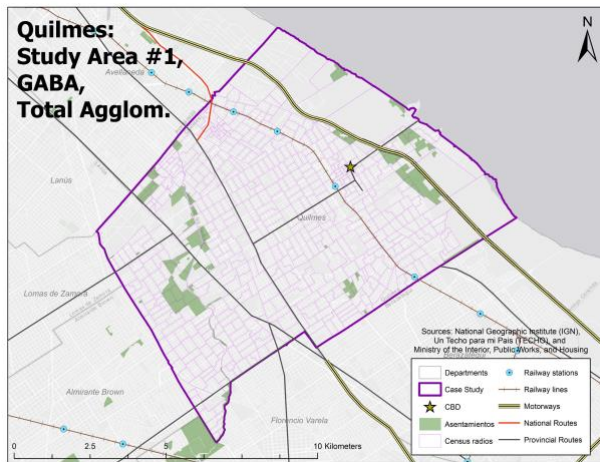 Quilmes:
Study Area #1,
GABA,
Total Agglom.
N
Avellaneda
Lanús
Quilmes
Lomas de Zamora
Almirante Brown
Florencio Varela
Sources: National Geographic Institute (IGN),
Un Techo para mi Pais (TECHO), and
Ministry of the Interior, Public Works, and Housing
Departments
Case Study
CBD
Asentamientos
Census radios
Railway stations
Railway lines
Motorways
National Routes
Provincial Routes
0 2.5 5 10 Kilometers